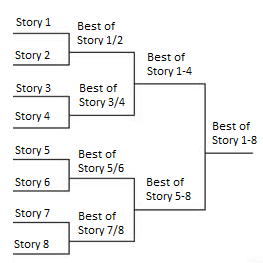 Story 1
Story 2
Best of
Story 1/2
Story 3
Story 4
Best of
Story 3/4
Best of
Story 1-4
Story 5
Story 6
Best of
Story 5/6
Story 7
Story 8
Best of
Story 7/8
Best of
Story 5-8
Best of
Story 1-8